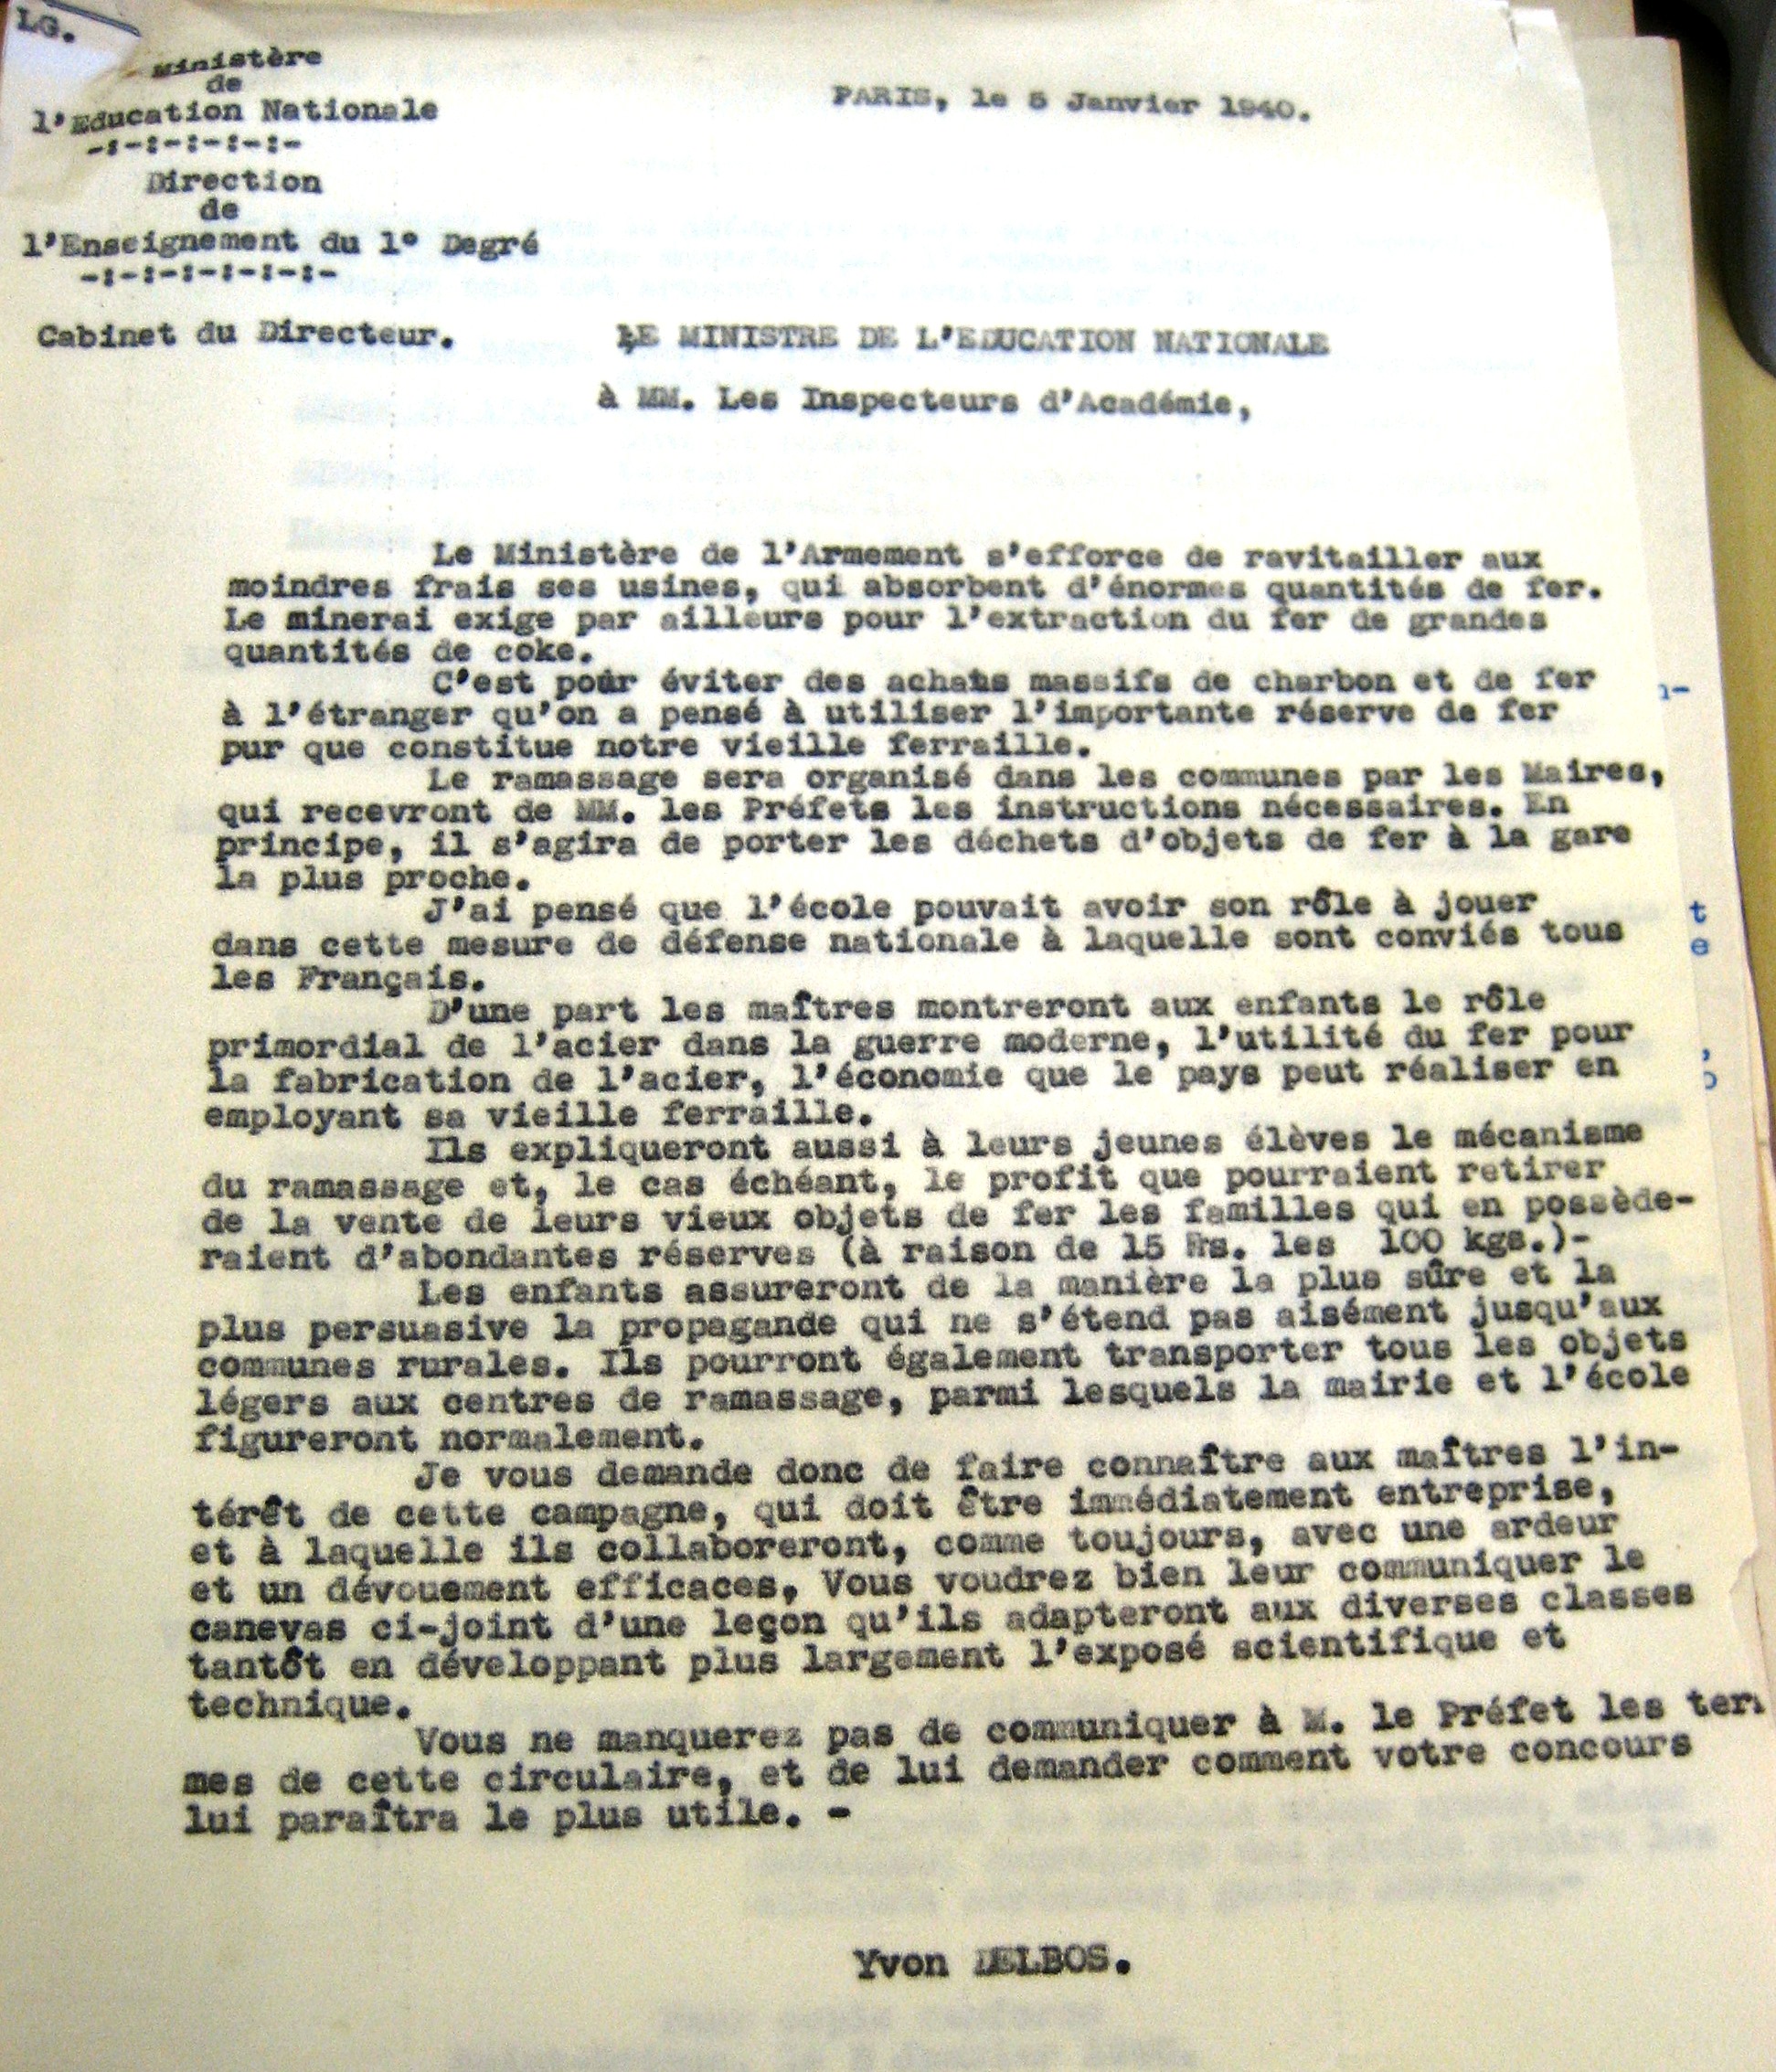 LG.
Ministère
de
l'Education Nationale
-:-:-:-:-:-
Direction
de
l'Enseignement du 1° Degré
-:-:-:-:-:-:-
PARIS, le 5 Janvier 1940.
Cabinet du Directeur.
LE MINISTRE DE L'EDUCATION NATIONALE
à MM. Les Inspecteurs d'Académie,
Le Ministère de l'Armement s'efforce de ravitailler aux
moindres frais ses usines, qui absorbent d'énormes quantités de fer.
Le minerai exige par ailleurs pour l'extraction du fer de grandes
quantités de coke.
C'est pour éviter des achats massifs de charbon et de fer
à l'étranger qu'on a pensé à utiliser l'importante réserve de fer
pur que constitue notre vieille ferraille.
Le ramassage sera organisé dans les communes par les Maires,
qui recevront de MM. les Préfets les instructions nécessaires. En
principe, il s'agira de porter les déchets d'objets de fer à la gare
la plus proche.
J'ai pensé que l'école pouvait avoir son rôle à jouer
dans cette mesure de défense nationale à laquelle sont conviés tous
les Français.
D'une part les maîtres montreront aux enfants le rôle
primordial de l'acier dans la guerre moderne, l'utilité du fer pour
la fabrication de l'acier, l'économie que le pays peut réaliser en
employant sa vieille ferraille.
Ils expliqueront aussi à leurs jeunes élèves le mécanisme
du ramassage et, le cas échéant, le profit que pourraient retirer
de la vente de leurs vieux objets de fer les familles qui en possède-
raient d'abondantes réserves (à raison de 15 Frs. les 100 kgs.)-
Les enfants assureront de la manière la plus sûre et la
plus persuasive la propagande qui ne s'étend pas aisément jusqu'aux
communes rurales. Ils pourront également transporter tous les objets
légers aux centres de ramassage, parmi lesquels la mairie et l'école
figureront normalement.
Je vous demande donc de faire connaître aux maîtres l'in-
térêt de cette campagne, qui doit être immédiatement entreprise,
et à laquelle ils collaboreront, comme toujours, avec une ardeur
et un dévouement efficaces, Vous voudrez bien leur communiquer le
canevas ci-joint d'une leçon qu'ils adapteront aux diverses classes
tantôt en développant plus largement l'exposé scientifique et
technique.
Vous ne manquerez pas de communiquer à M. le Préfet les ter
mes de cette circulaire, et de lui demander comment votre concours
lui paraîtra le plus utile. -
Yvon DELBOS.